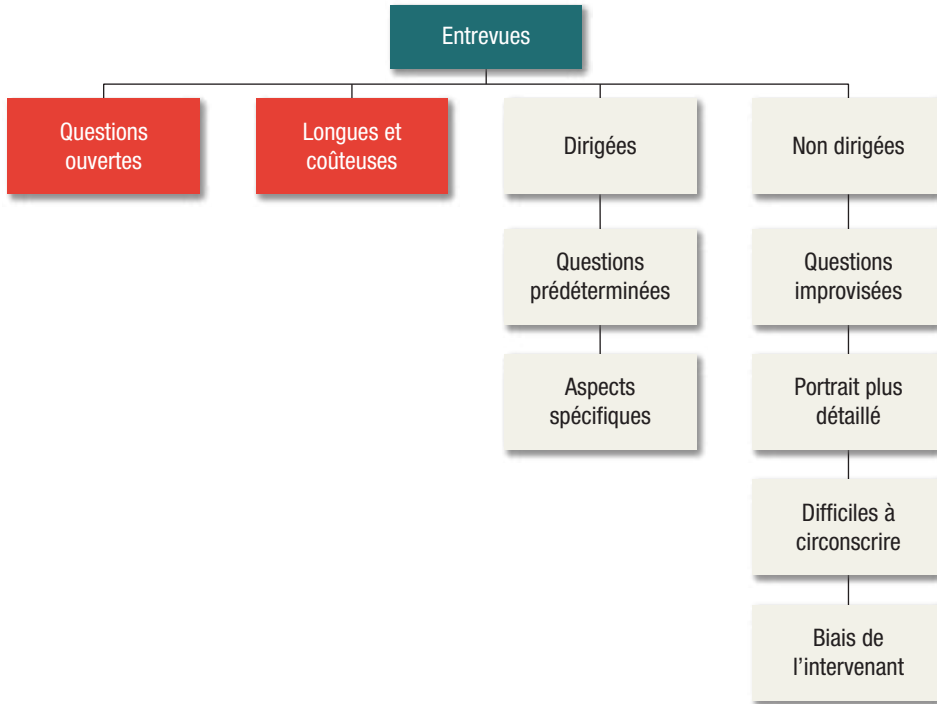 Entrevues
Questions
ouvertes
Longues et
coûteuses
Dirigées
Non dirigées
Questions
prédéterminées
Questions
improvisées
Aspects
spécifiques
Portrait plus
détaillé
Difficiles à
circonscrire
Biais de
l’intervenant